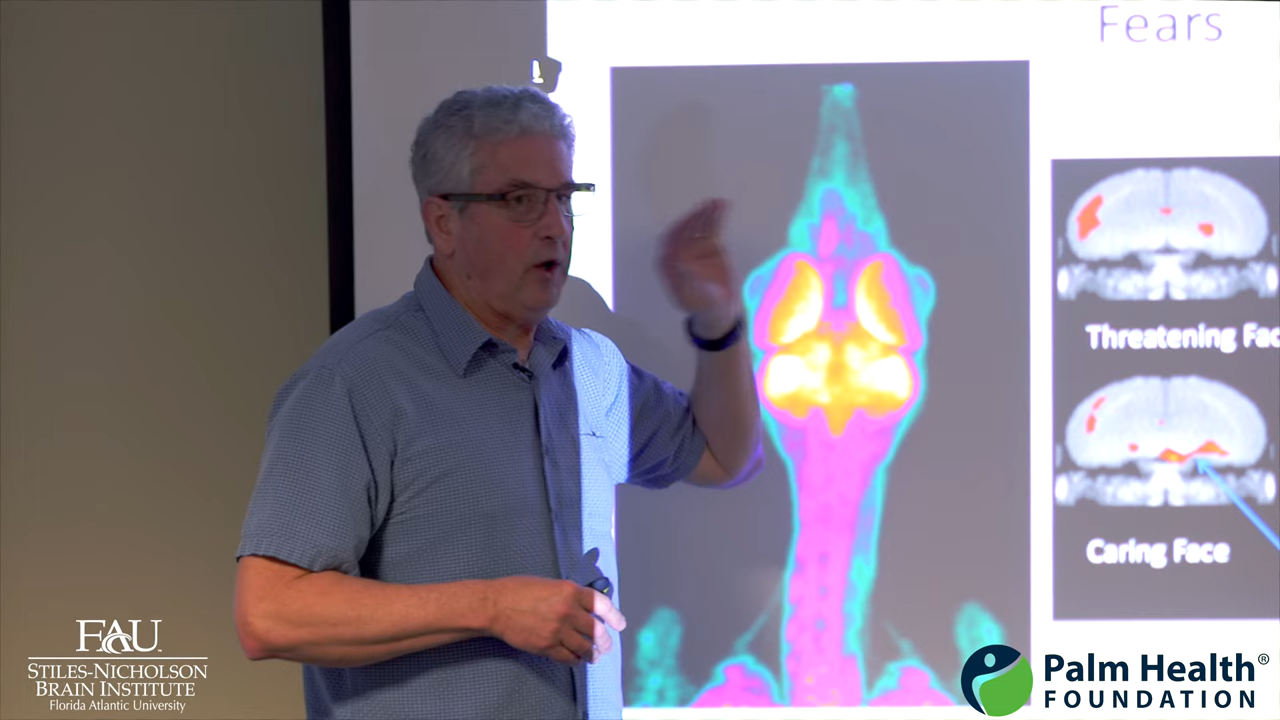 Fears
Threatening Fac
Caring Face
FAU
STILES-NICHOLSON
BRAIN INSTITUTE
Florida Atlantic University
Palm Health®
FOUNDATION